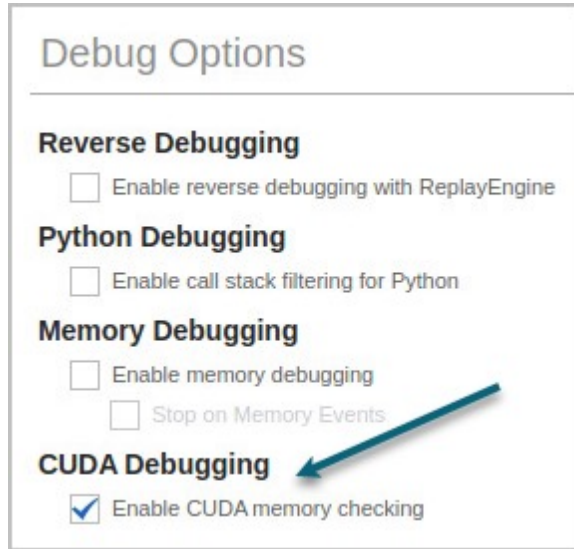 Debug Options
Reverse Debugging
Enable reverse debugging with ReplayEngine
Python Debugging
Enable call stack filtering for Python
Memory Debugging
Enable memory debugging
Stop on Memory Events
CUDA Debugging
Enable CUDA memory checking